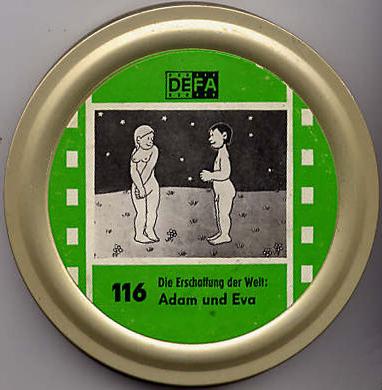 DEFA
116 Die Erschaffung der Welt:
Adam und Eva